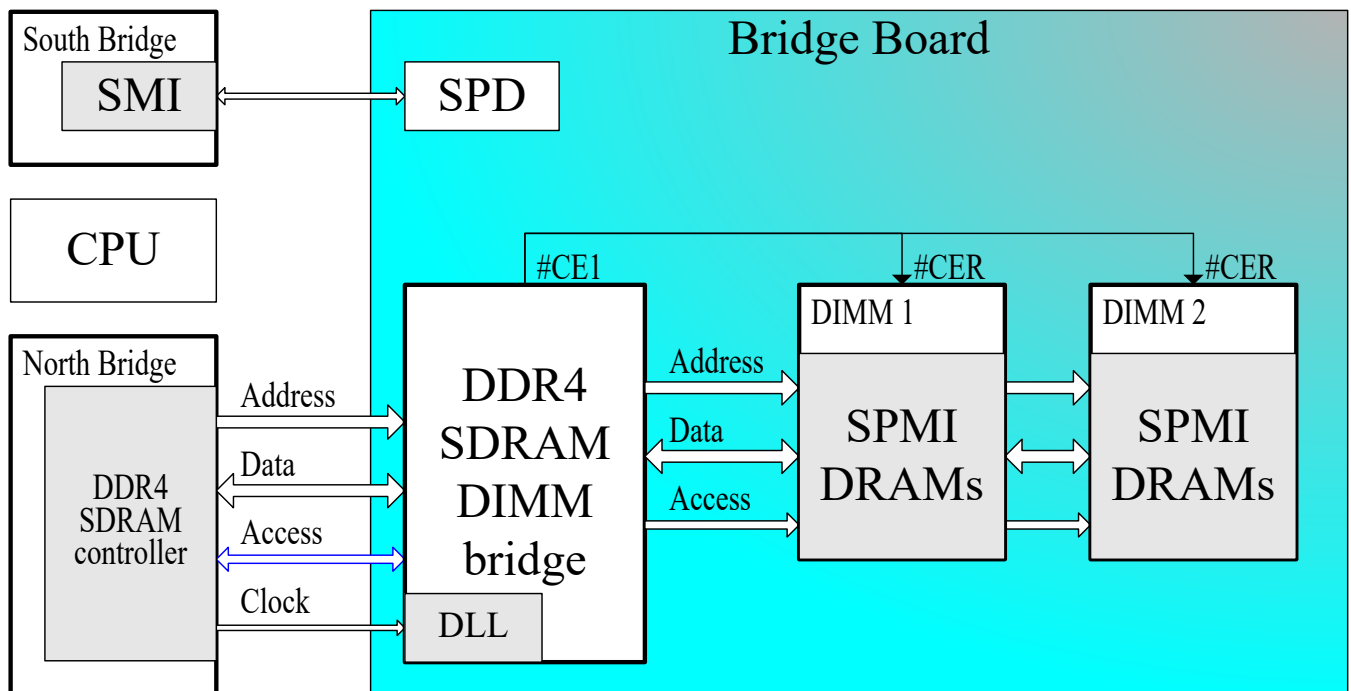 South Bridge
SMI
SPD
Bridge Board
CPU
#CE1
#CER
#CER
North Bridge
DDR4
SDRAM
controller
Address
Data
Access
Clock
DDR4
SDRAM
DIMM
bridge
DLL
Address
Data
Access
DIMM 1
SPMI
DRAMs
DIMM 2
SPMI
DRAMs